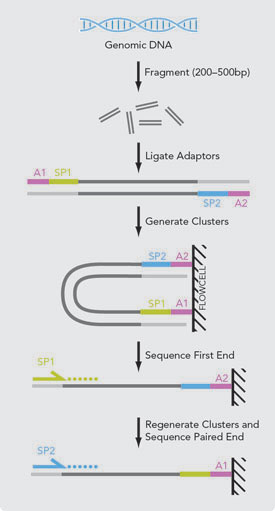 Genomic DNA
Fragment (200–500bp)
Ligate Adaptors
A1 SP1
SP2 A2
Generate Clusters
SP2 A2
FLOWCELL
SP1 A1
Sequence First End
SP1
A2
Regenerate Clusters and
Sequence Paired End
SP2
A1